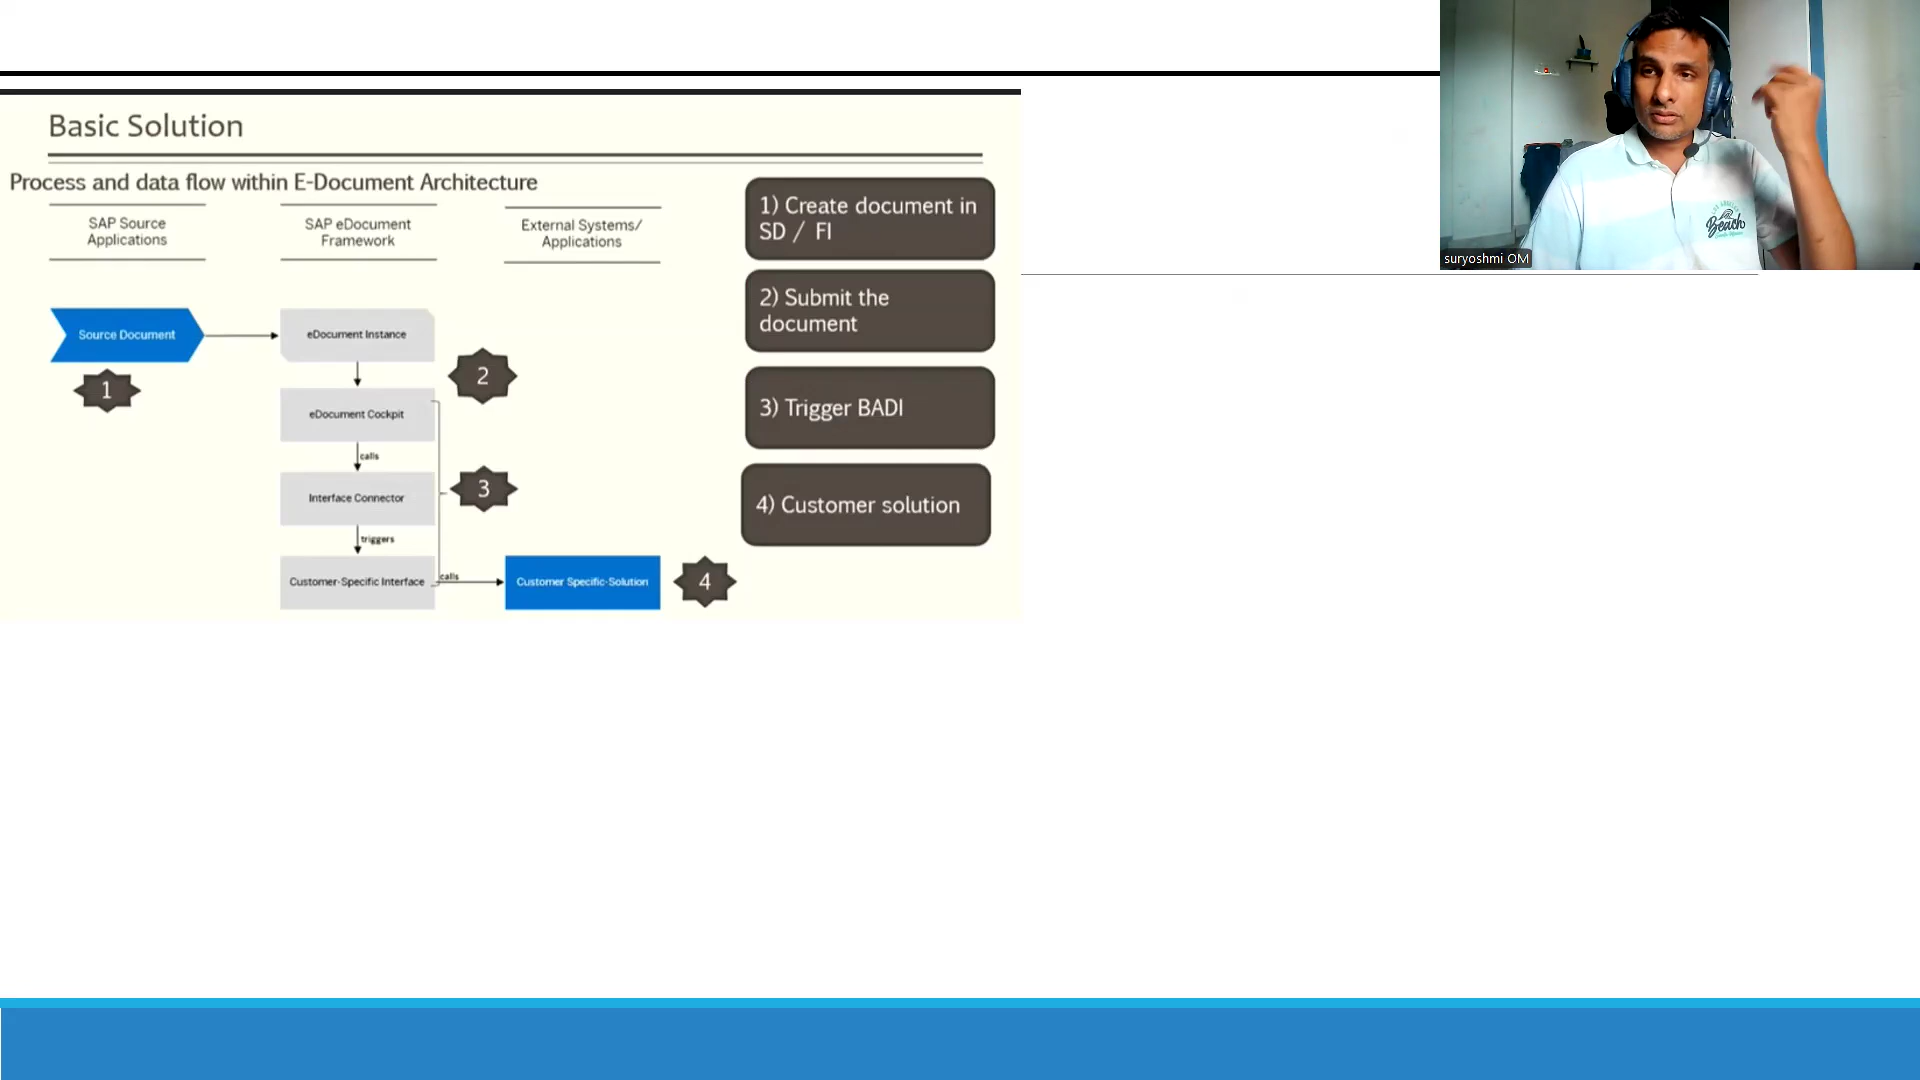 Basic Solution
Process and data flow within E-Document Architecture
SAP Source
Applications
SAP eDocument
Framework
External Systems/
Applications
Source Document
1
eDocument Instance
2
eDocument Cockpit
calls
Interface Connector
3
triggers
Customer-Specific Interface
calls
Customer Specific-Solution
4
1) Create document in
SD / FI
2) Submit the
document
3) Trigger BADI
4) Customer solution
Beach
suryoshmi OM